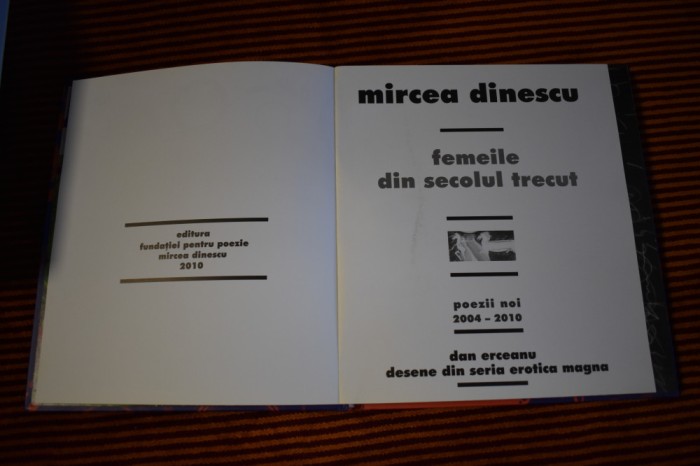 editura
fundației pentru poezie
mircea dinescu
2010
mircea dinescu
femeile
din secolul trecut
poezii noi
2004 – 2010
dan erceanu
desene din seria erotica magna